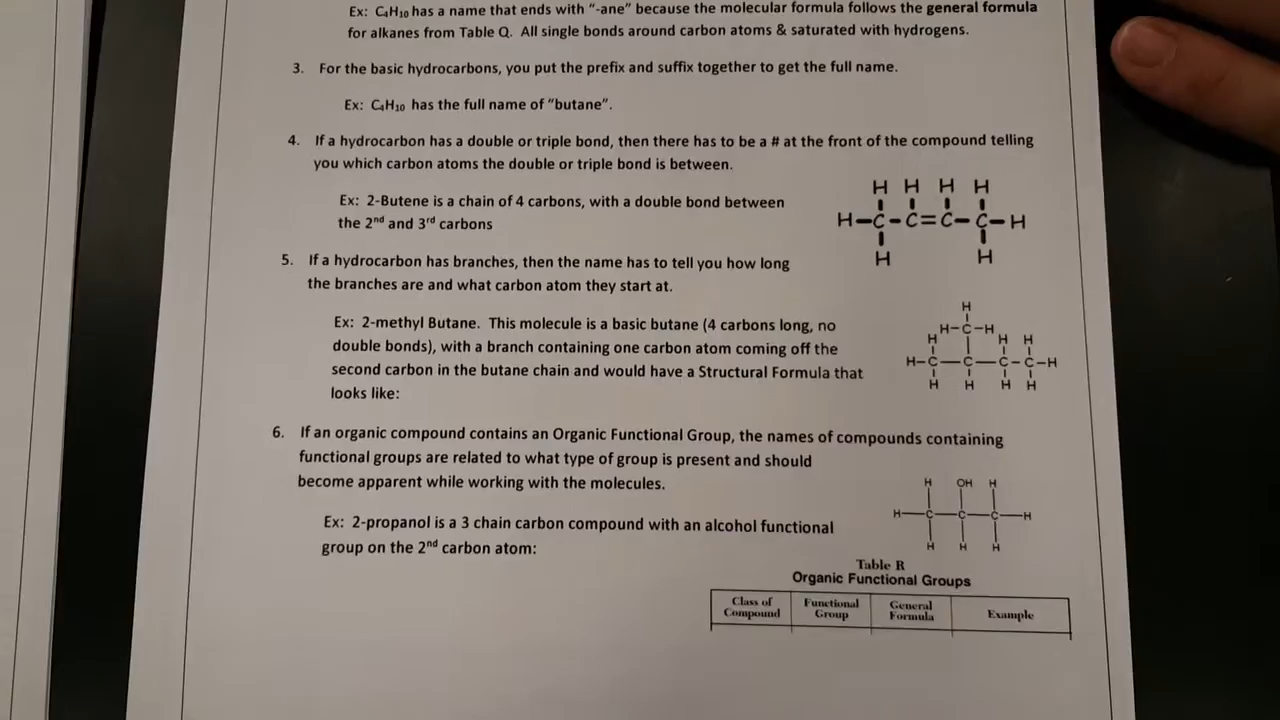 Ex: C₄H₁₀ has a name that ends with “-ane” because the molecular formula follows the general formula
for alkanes from Table Q. All single bonds around carbon atoms & saturated with hydrogens.
3. For the basic hydrocarbons, you put the prefix and suffix together to get the full name.
Ex: C₄H₁₀ has the full name of “butane”.
4. If a hydrocarbon has a double or triple bond, then there has to be a # at the front of the compound telling
you which carbon atoms the double or triple bond is between.
Ex: 2-Butene is a chain of 4 carbons, with a double bond between
the 2nd and 3rd carbons
H H H H
H-C-C=C-C-H
H H
5. If a hydrocarbon has branches, then the name has to tell you how long
the branches are and what carbon atom they start at.
Ex: 2-methyl Butane. This molecule is a basic butane (4 carbons long, no
double bonds), with a branch containing one carbon atom coming off the
second carbon in the butane chain and would have a Structural Formula that
looks like:
H
H-C-H
H H H
H-C-C-C-C-H
H H H H
6. If an organic compound contains an Organic Functional Group, the names of compounds containing
functional groups are related to what type of group is present and should
become apparent while working with the molecules.
Ex: 2-propanol is a 3 chain carbon compound with an alcohol functional
group on the 2nd carbon atom:
H OH H
H-C-C-C-H
H H H
Table R
Organic Functional Groups
Class of Compound Functional Group General Formula Example